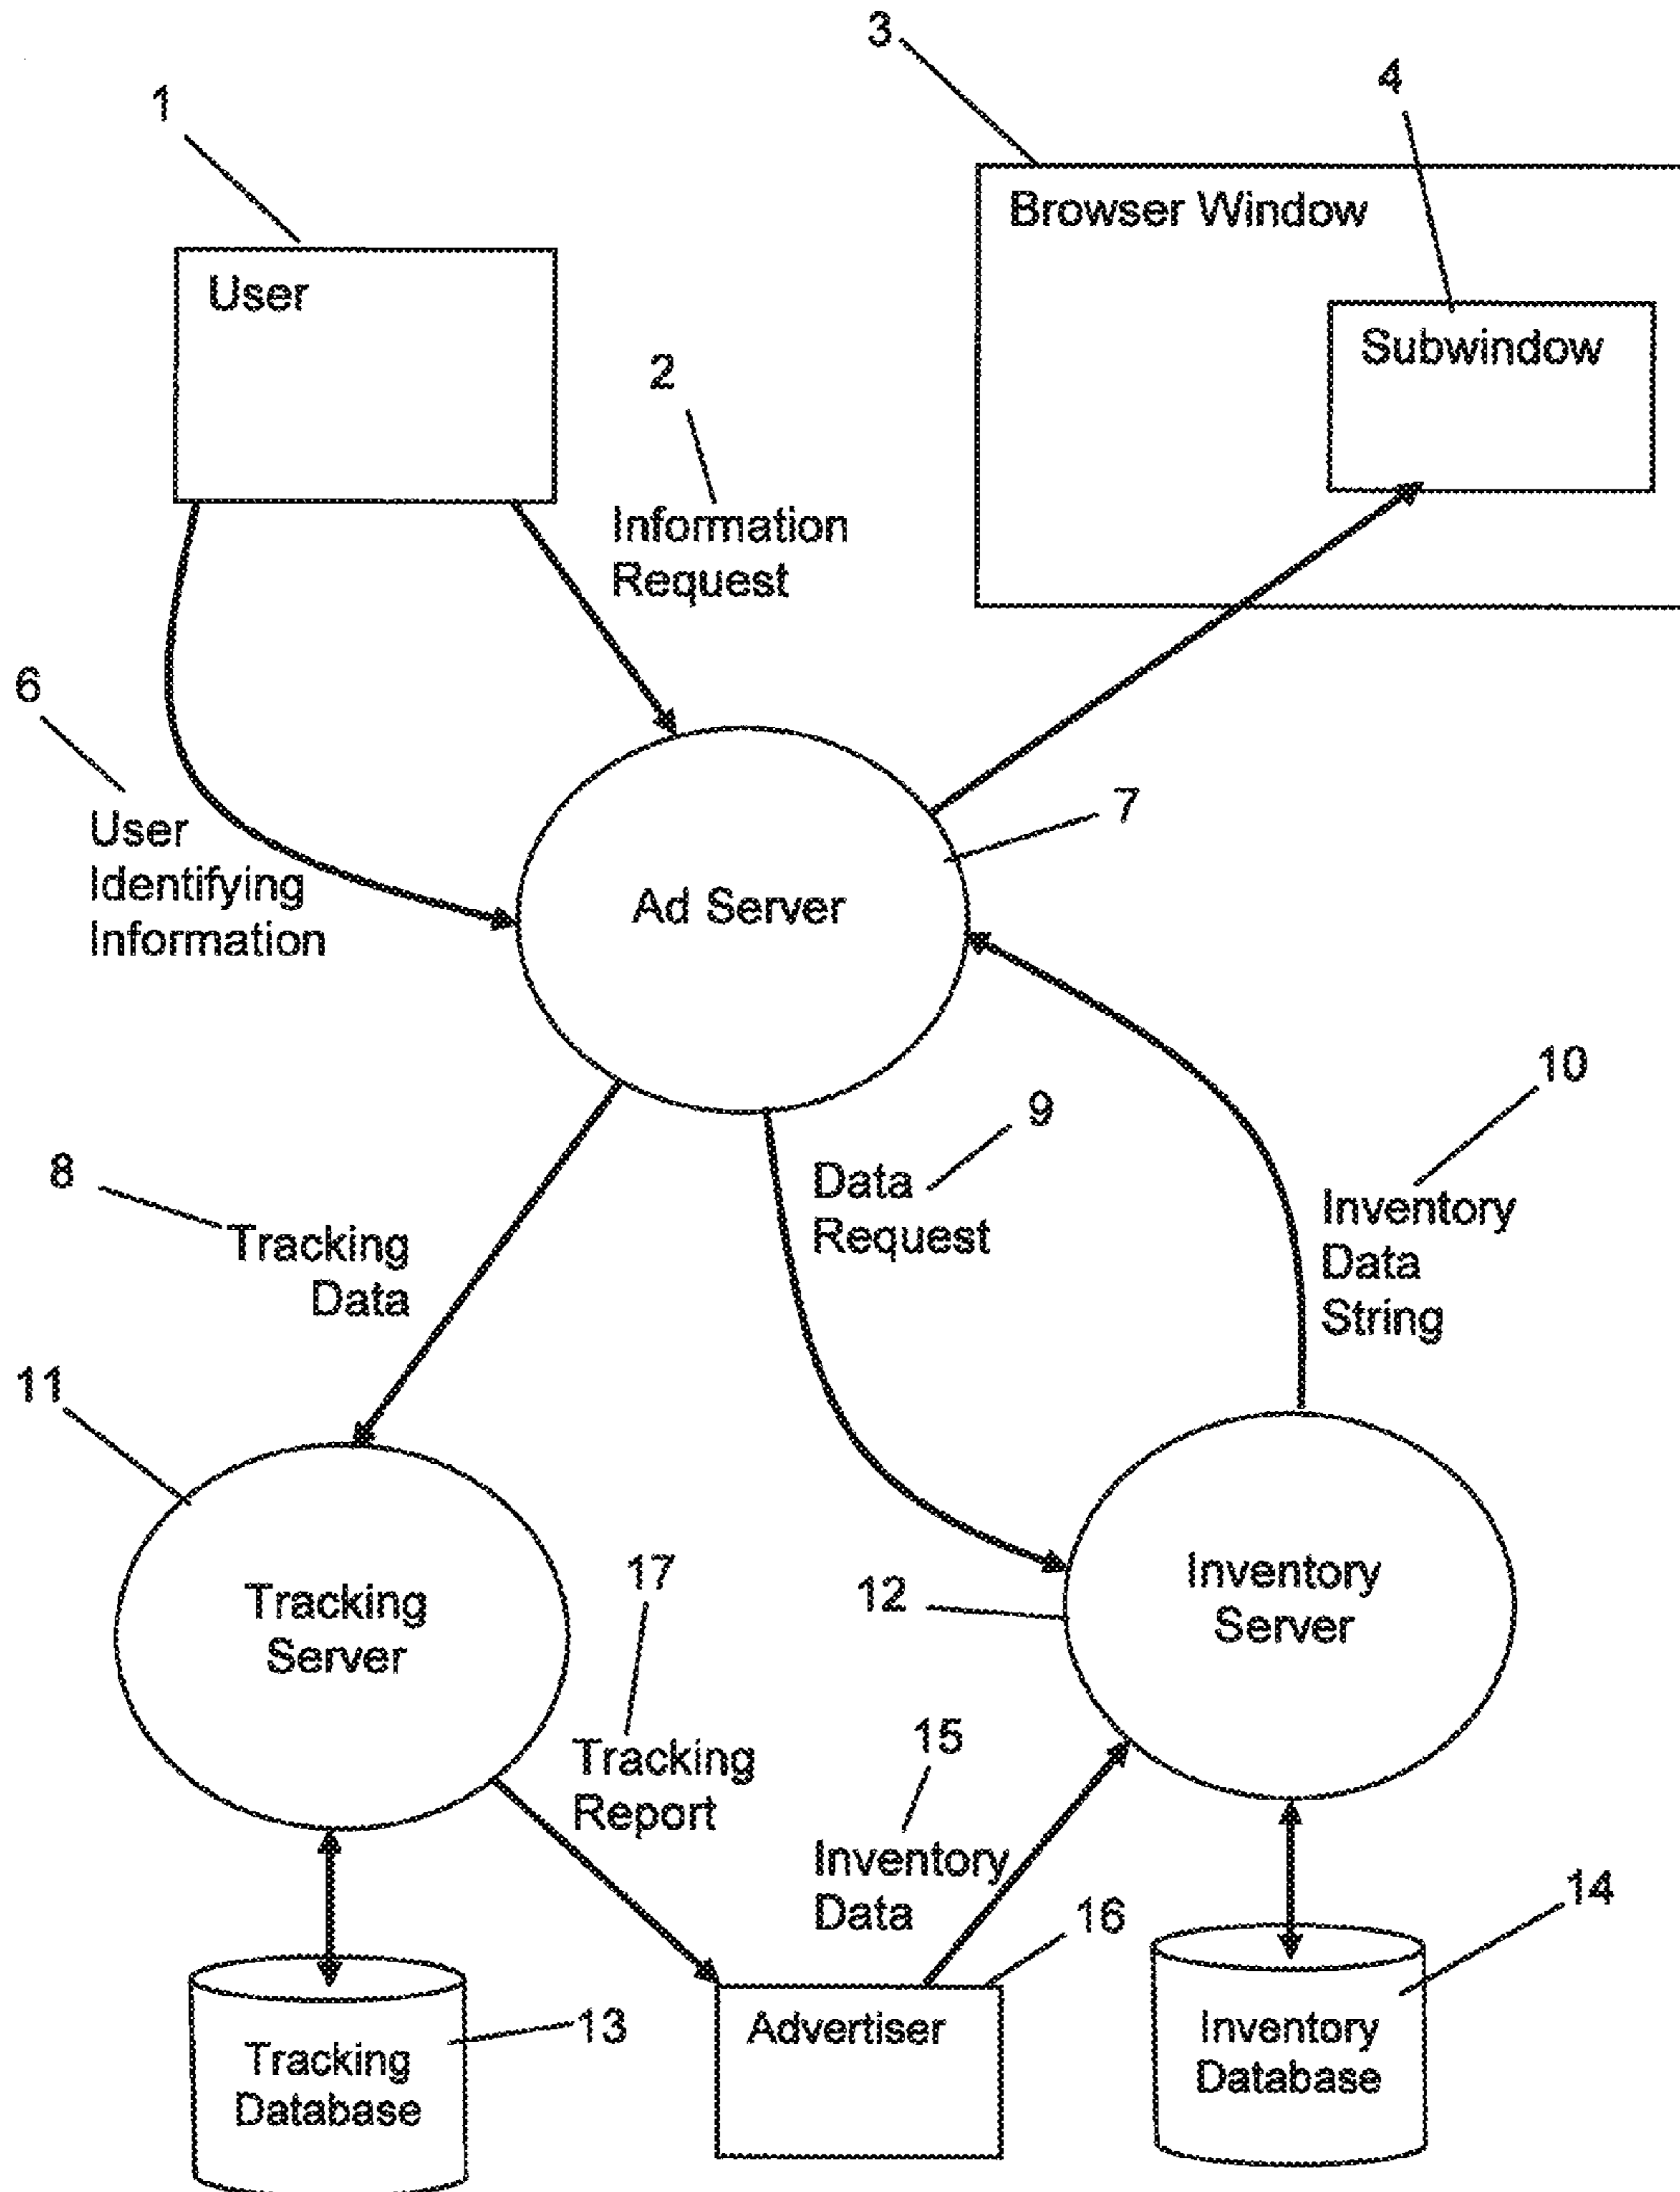 3
4
1
Browser Window
User
Subwindow
2
Information
Request
6
7
User
Identifying
Information
Ad Server
10
9
8
Data
Request
Inventory
Data
String
Tracking
Data
11
17
12
Inventory
Server
Tracking
Server
15
Tracking
Report
Inventory
Data
14
16
13
Advertiser
Inventory
Database
Tracking
Database